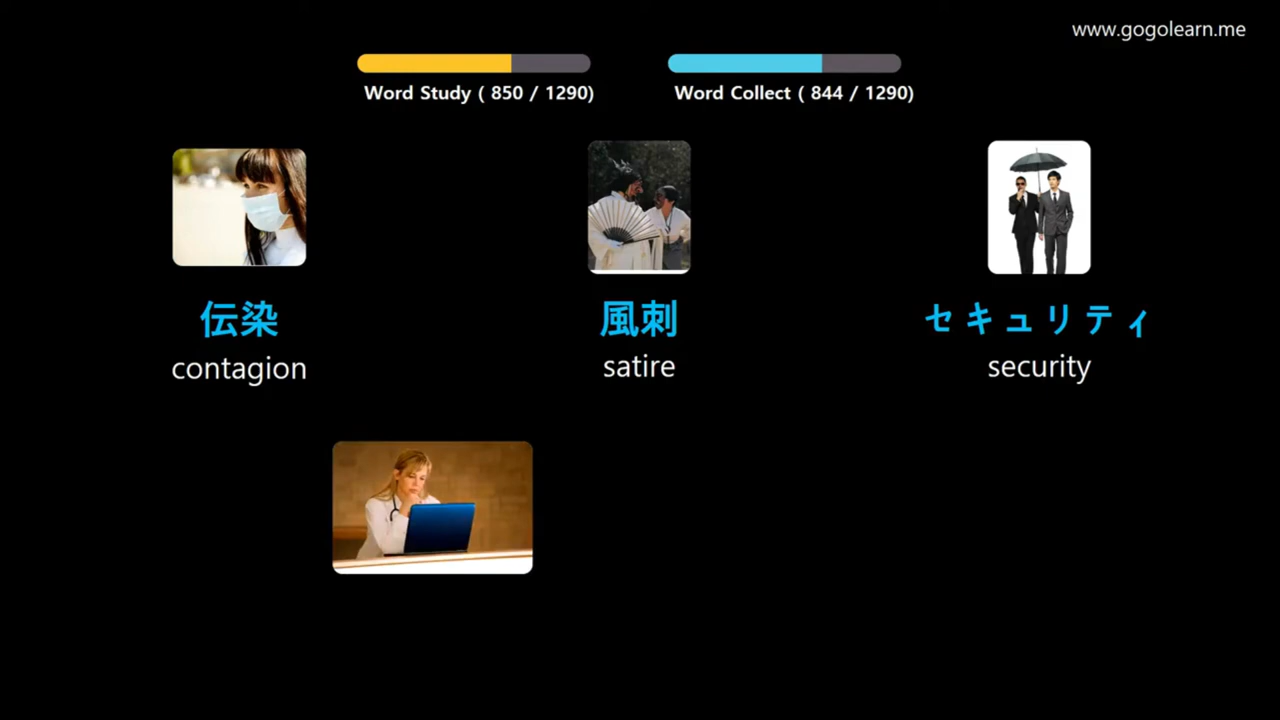 www.gogolearn.me
Word Study ( 850 / 1290)
Word Collect ( 844 / 1290)
伝染
contagion
風刺
satire
セキュリティ
security